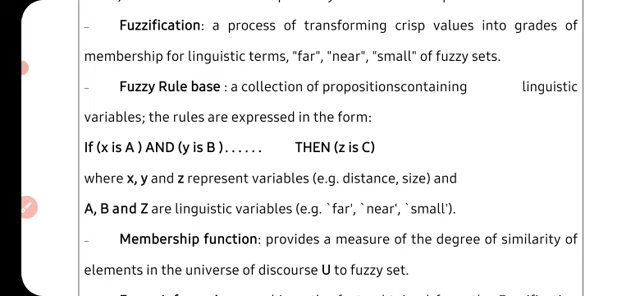 - Fuzzification: a process of transforming crisp values into grades of
membership for linguistic terms, "far", "near", "small" of fuzzy sets.
- Fuzzy Rule base : a collection of propositionscontaining linguistic
variables; the rules are expressed in the form:
If (x is A ) AND (y is B )...... THEN (z is C)
where x, y and z represent variables (e.g. distance, size) and
A, B and Z are linguistic variables (e.g. `far', `near', `small').
- Membership function: provides a measure of the degree of similarity of
elements in the universe of discourse U to fuzzy set.